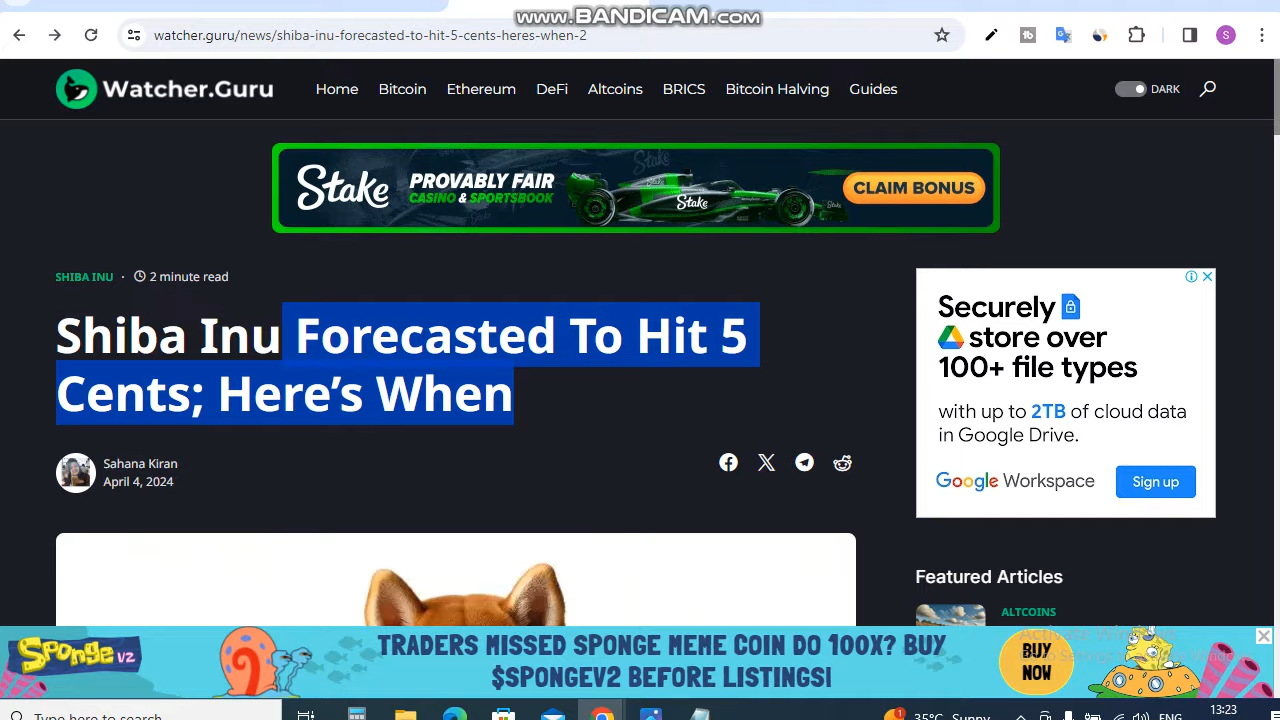 www.BANDICAM.com
watcher.guru/news/shiba-inu-forecasted-to-hit-5-cents-heres-when-2
S
Watcher.Guru
Home Bitcoin Ethereum DeFi Altcoins BRICS Bitcoin Halving Guides
DARK
Stake PROVABLY FAIR CASINO & SPORTSBOOK Stake CLAIM BONUS
SHIBA INU · 2 minute read
Shiba Inu Forecasted To Hit 5
Cents; Here’s When
Sahana Kiran
April 4, 2024
Securely
store over
100+ file types
with up to 2TB of cloud data
in Google Drive.
Google Workspace Sign up
Featured Articles
ALTCOINS
Activate Windows
Sponge V2
TRADERS MISSED SPONGE MEME COIN DO 100X? BUY
$SPONGEV2 BEFORE LISTINGS!
BUY
NOW
Type here to search
1
35°C Sunny
ENG
13:23